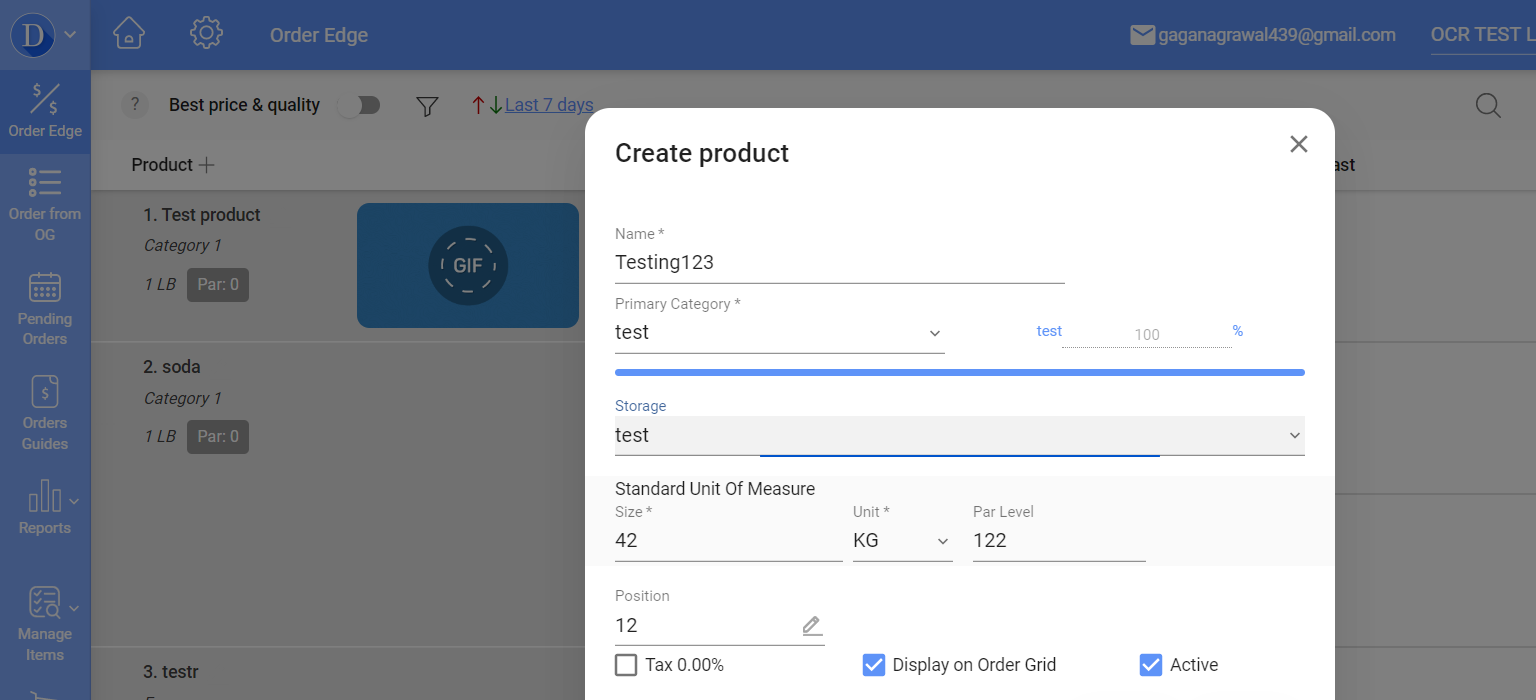 D
Order Edge
gaganagrawal439@gmail.com
OCR TEST L
$
$
Order Edge
?
Best price & quality
Last 7 days
Product
ast
Order from
OG
1. Test product
Category 1
1 LB
Par: 0
GIF
Pending
Orders
2. soda
Category 1
1 LB
Par: 0
$
Orders
Guides
Reports
Manage
Items
3. testr
Create product
Name *
Testing123
Primary Category *
test
test
100
%
Storage
test
Standard Unit Of Measure
Size *
Unit *
Par Level
42
KG
122
Position
12
Tax 0.00%
Display on Order Grid
Active